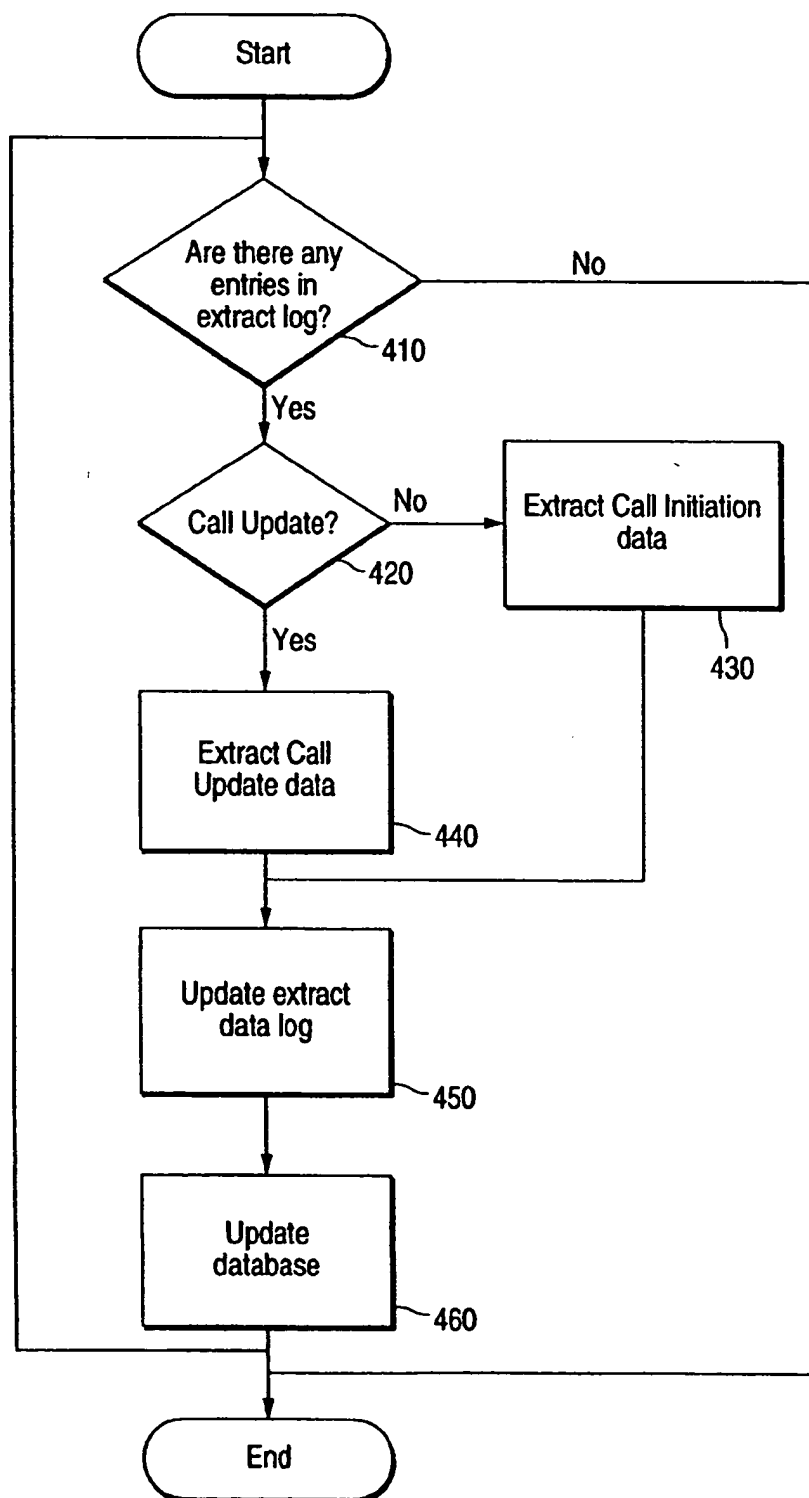 Start
Are there any
entries in
extract log?
No
410
Yes
Call Update?
No
Extract Call Initiation
data
420
430
Yes
Extract Call
Update data
440
Update extract
data log
450
Update
database
460
End